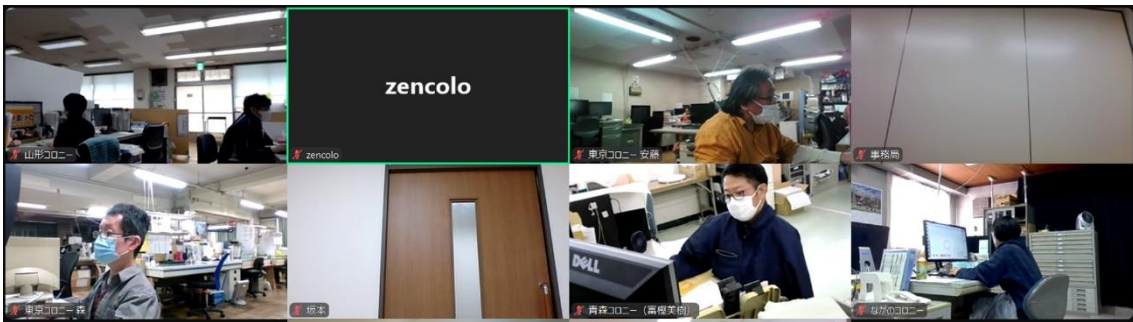 zencolo
山形コロニー
zencolo
東京コロニー 安藤
事務局
東京コロニー 森
坂本
DELL
青森コロニー（富樫美樹）
ながのコロニー